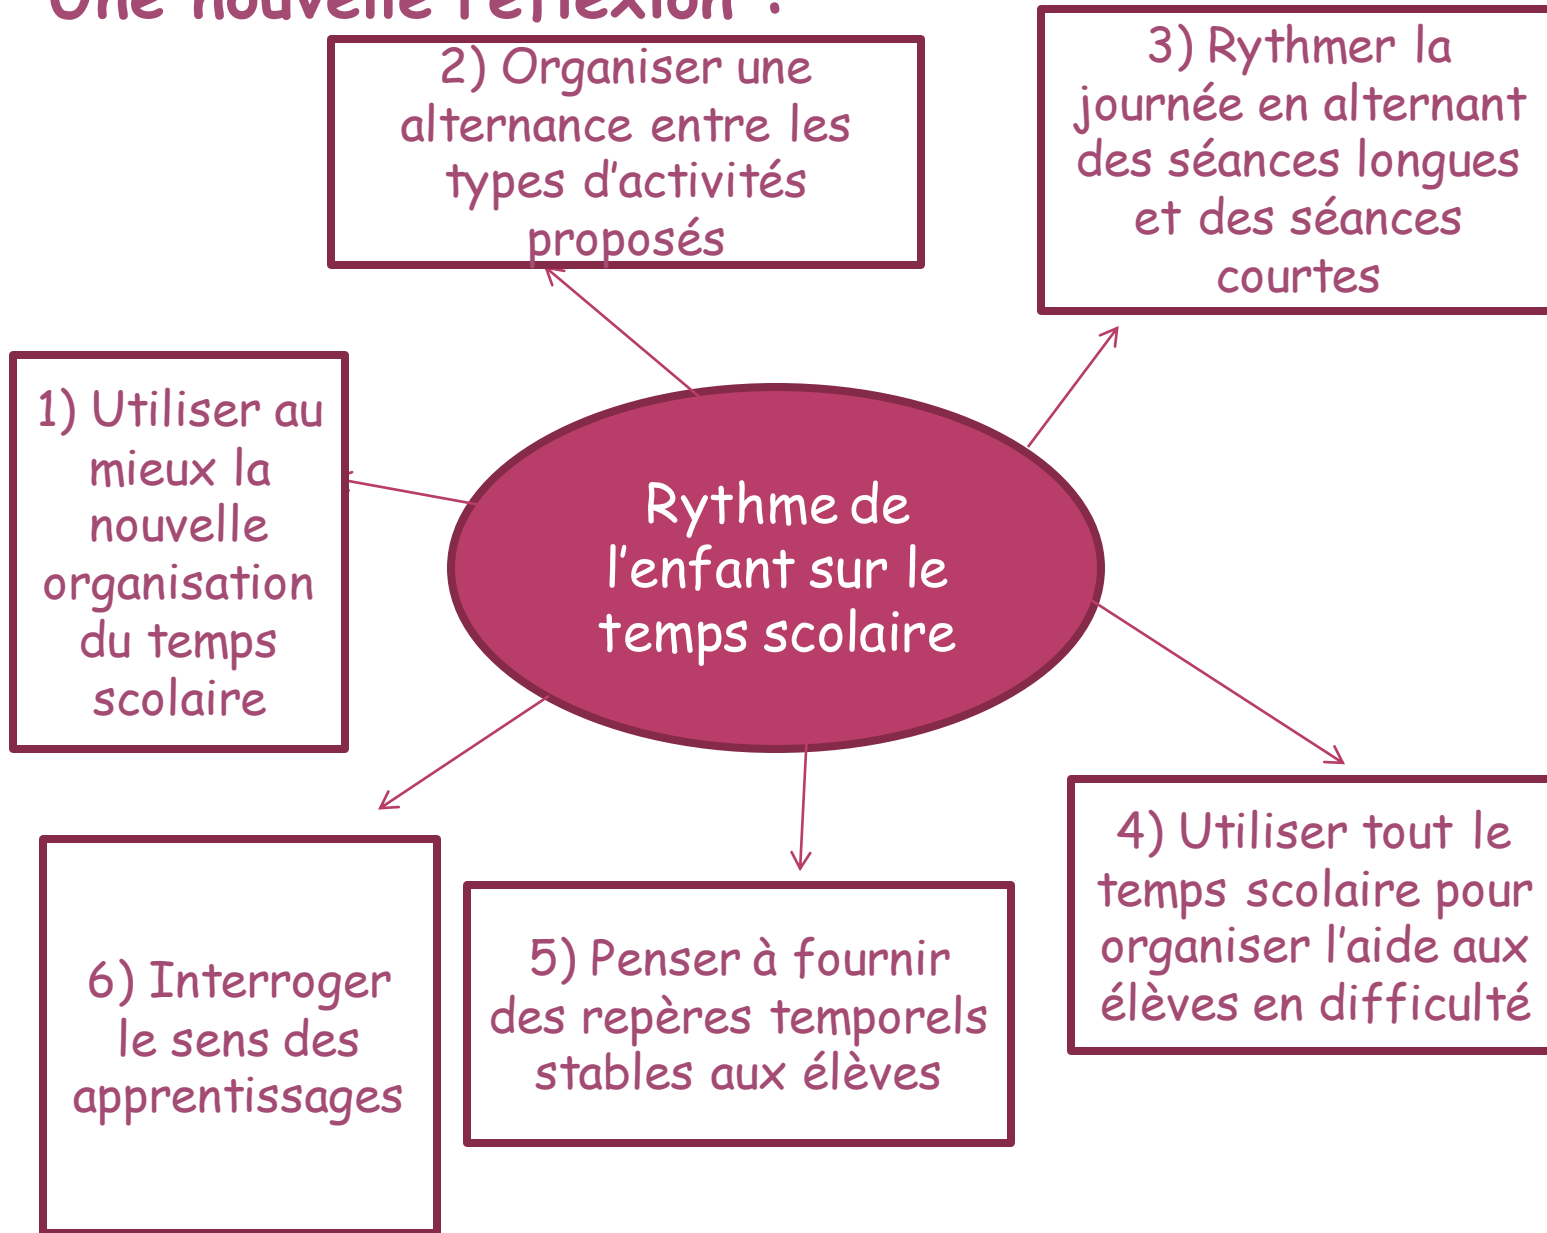 Une nouvelle réflexion :
2) Organiser une
alternance entre les
types d'activités
proposés
3) Rythmer la
journée en alternant
des séances longues
et des séances
courtes
1) Utiliser au
mieux la
nouvelle
organisation
du temps
scolaire
Rythme de
l'enfant sur le
temps scolaire
4) Utiliser tout le
temps scolaire pour
organiser l'aide aux
élèves en difficulté
5) Penser à fournir
des repères temporels
stables aux élèves
6) Interroger
le sens des
apprentissages